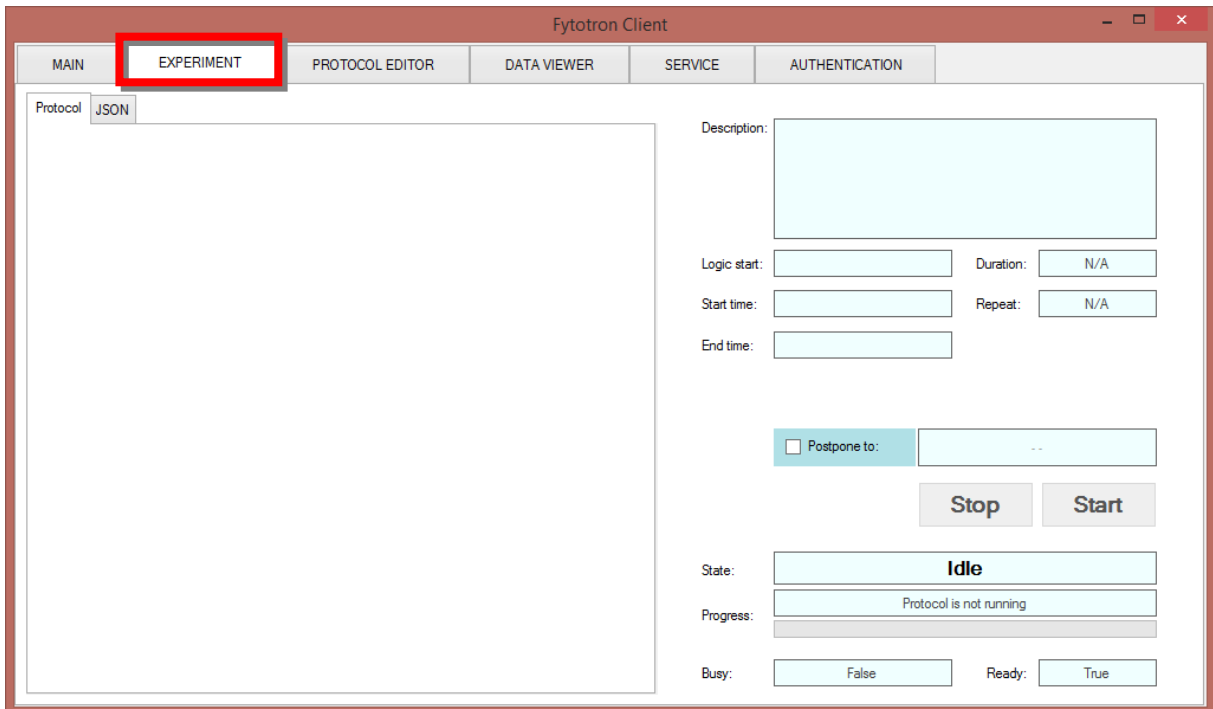 Fytotron Client
MAIN EXPERIMENT PROTOCOL EDITOR DATA VIEWER SERVICE AUTHENTICATION
Protocol JSON
Description:
Logic start: Duration: N/A
Start time: Repeat: N/A
End time:
Postpone to: - -
Stop Start
State: Idle
Protocol is not running
Progress:
Busy: False Ready: True